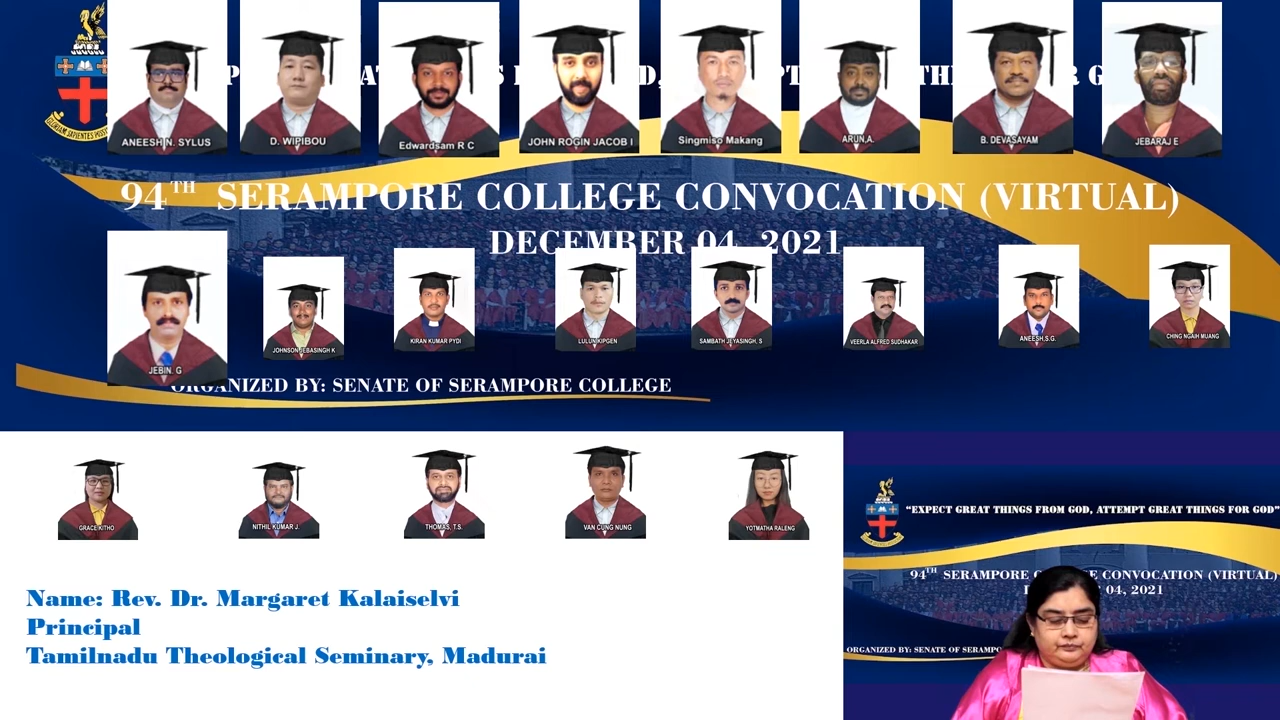 ANEESH N. SYLUS
D. WIPIBOU
Edwardsam R C
JOHN ROGIN JACOB I
Singmiso Makang
ARUN.A.
B. DEVASAYAM
JEBARAJ E
94TH SERAMPORE COLLEGE CONVOCATION (VIRTUAL)
DECEMBER 04, 2021
JEBIN. G
JOHNSON JEBASINGH K
KIRAN KUMAR PYDI
LULUN KIPGEN
SAMBATH JEYASINGH, S
VEERLA ALFRED SUDHAKAR
ANEESH.S.G.
CHING NGAIH MUANG
ORGANIZED BY: SENATE OF SERAMPORE COLLEGE
GRACE KITHO
NITHIL KUMAR J.
THOMAS, T.S.
VAN CUNG NUNG
YOTMATHA RALENG
Name: Rev. Dr. Margaret Kalaiselvi
Principal
Tamilnadu Theological Seminary, Madurai
"EXPECT GREAT THINGS FROM GOD, ATTEMPT GREAT THINGS FOR GOD"
94TH SERAMPORE CONVOCATION (VIRTUAL)
04, 2021
ORGANIZED BY: SENATE OF SERAMPO